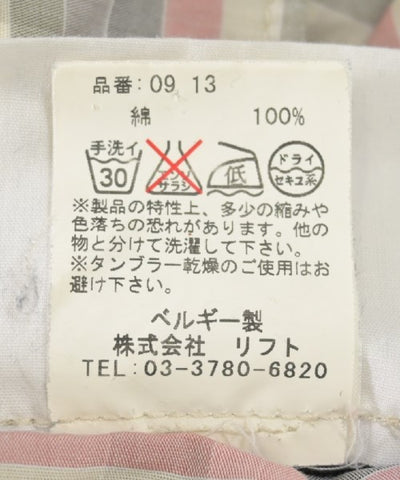 品番：09 13
綿 100%
手洗イ 30 エンソサラシ 低 ドライ セキユ系
※製品の特性上、多少の縮みや
色落ちの恐れがあります。他の
物と分けて洗濯して下さい。
※タンブラー乾燥のご使用はお
避け下さい。
ベルギー製
株式会社 リフト
TEL：03-3780-6820